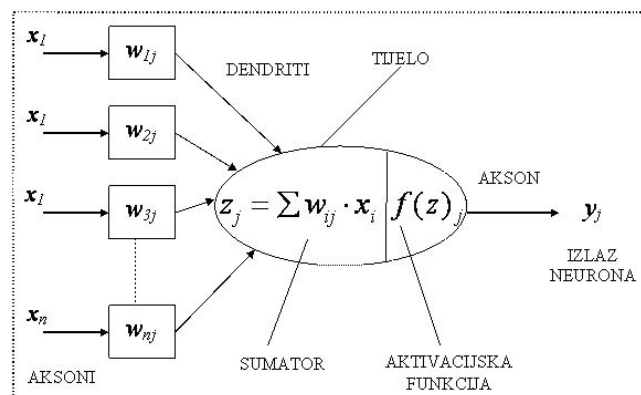 x1
w1j
DENDRITI
TIJELO
x1
w2j
x1
w3j
zj = ∑ wij · xi
f(z)j
AKSON
yj
IZLAZ
NEURONA
xn
wnj
AKSONI
SUMATOR
AKTIVACIJSKA
FUNKCIJA